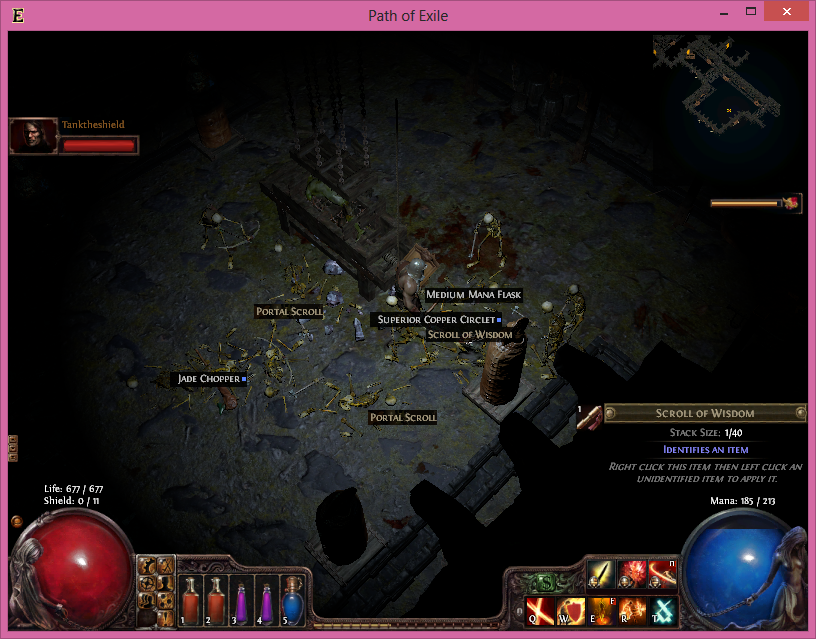 E
Path of Exile
Tanktheshield
Medium Mana Flask
Portal Scroll
Superior Copper Circlet
Scroll of Wisdom
Jade Chopper
Portal Scroll
1
Scroll of Wisdom
Stack Size: 1/40
Identifies an item
Right click this item then left click an
unidentified item to apply it.
Life: 677 / 677
Shield: 0 / 11
Mana: 185 / 213
1 2 3 4 5
Q W E F R T